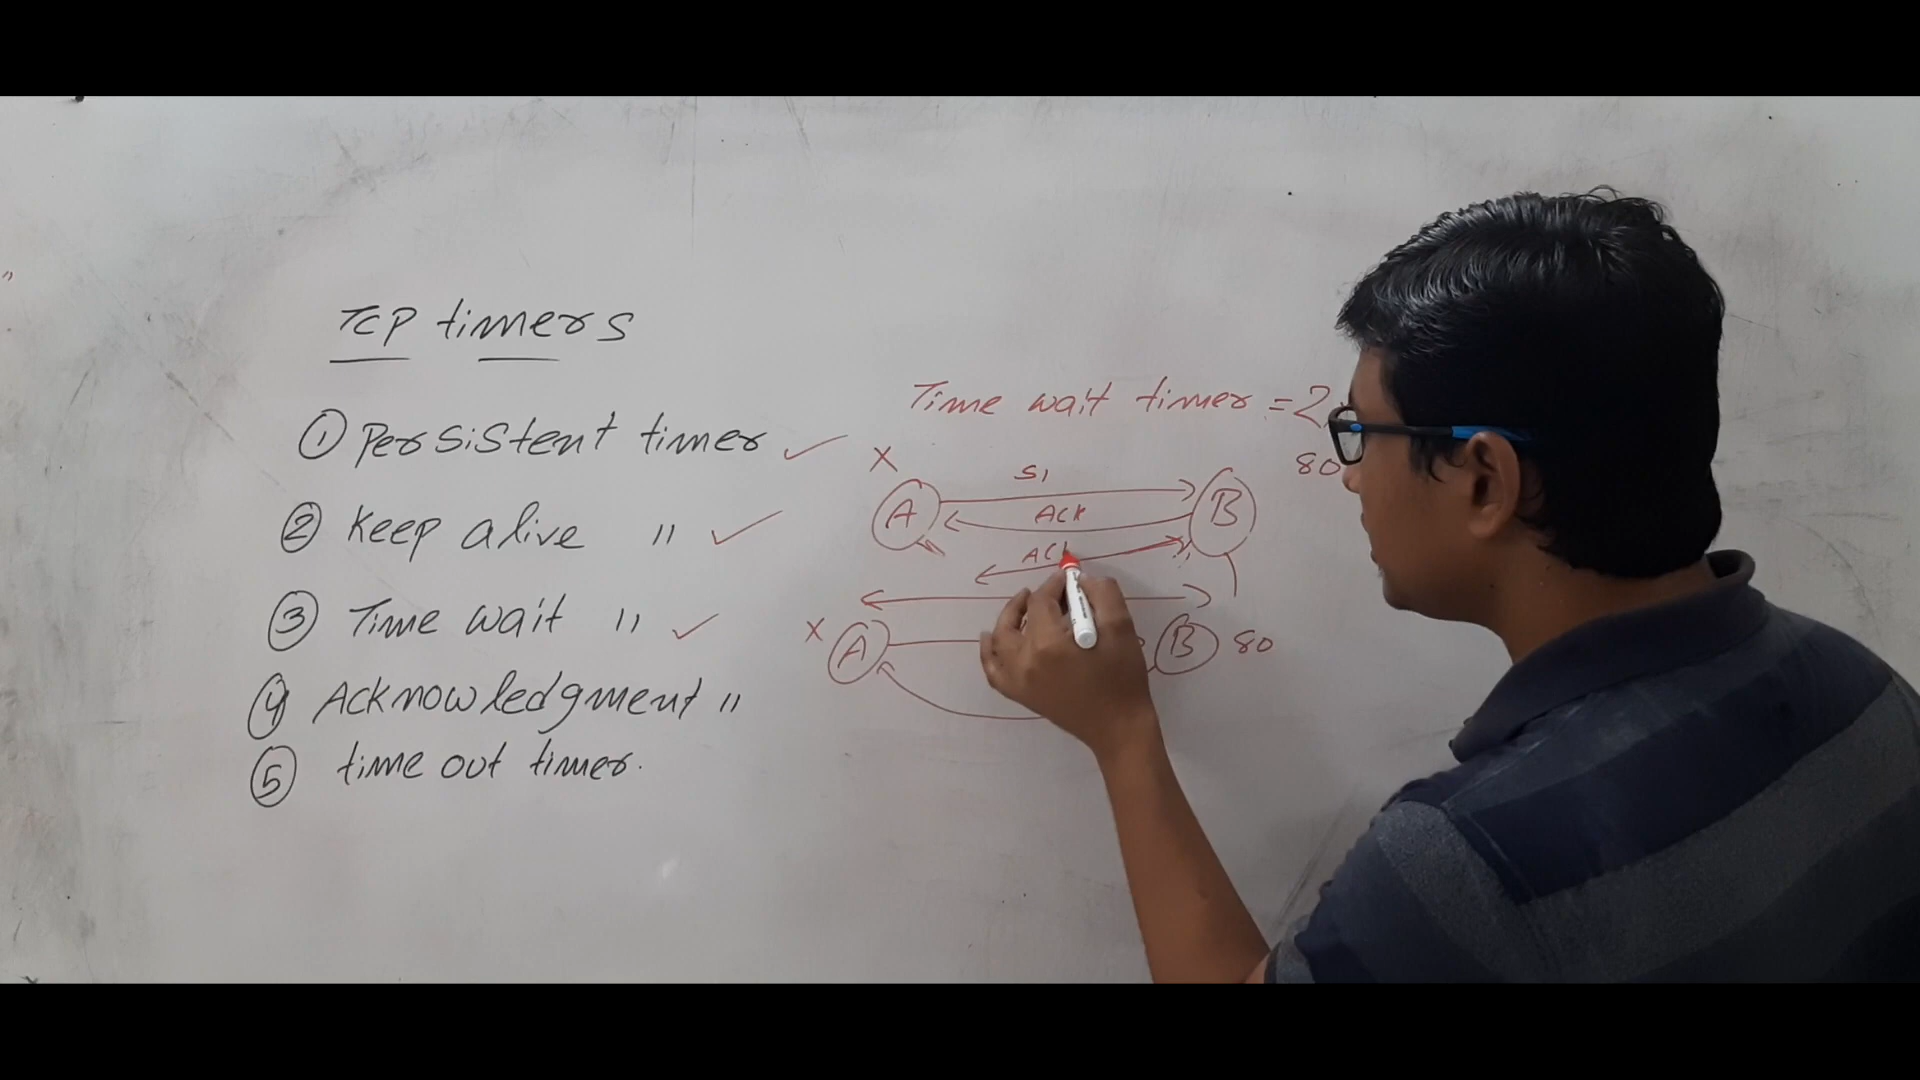 TCP timers
① Persistent timer ✓
② Keep alive " ✓
③ Time wait " ✓
④ Acknowledgment "
⑤ time out timer.
Time wait timer = 2
X
80
S1
A
B
Ack
Ack
X
A
B
80